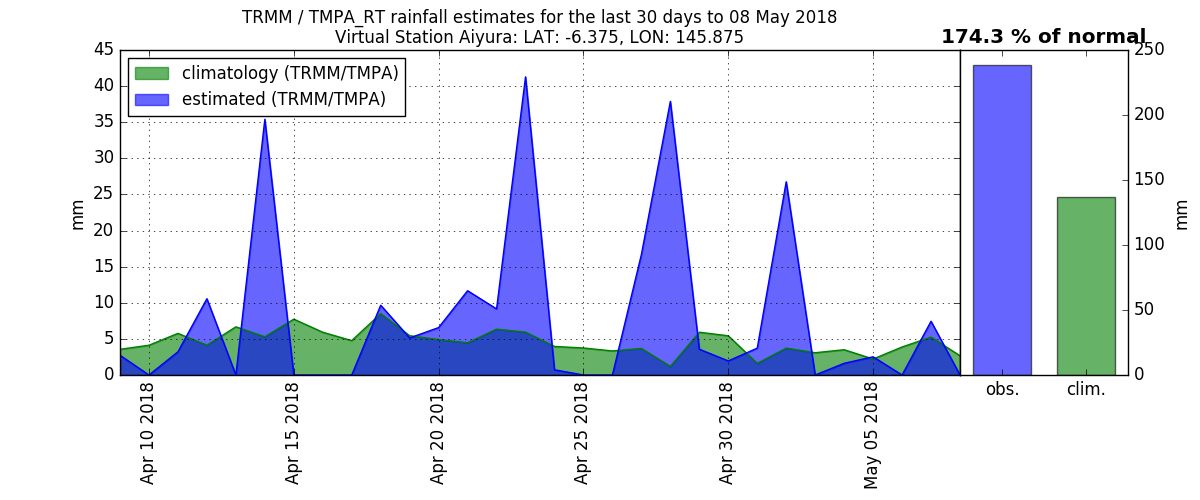 TRMM / TMPA_RT rainfall estimates for the last 30 days to 08 May 2018
Virtual Station Aiyura: LAT: -6.375, LON: 145.875
174.3 % of normal
climatology (TRMM/TMPA)
estimated (TRMM/TMPA)
mm
45
40
35
30
25
20
15
10
5
0
Apr 10 2018
Apr 15 2018
Apr 20 2018
Apr 25 2018
Apr 30 2018
May 05 2018
250
200
150
100
50
0
mm
obs.
clim.